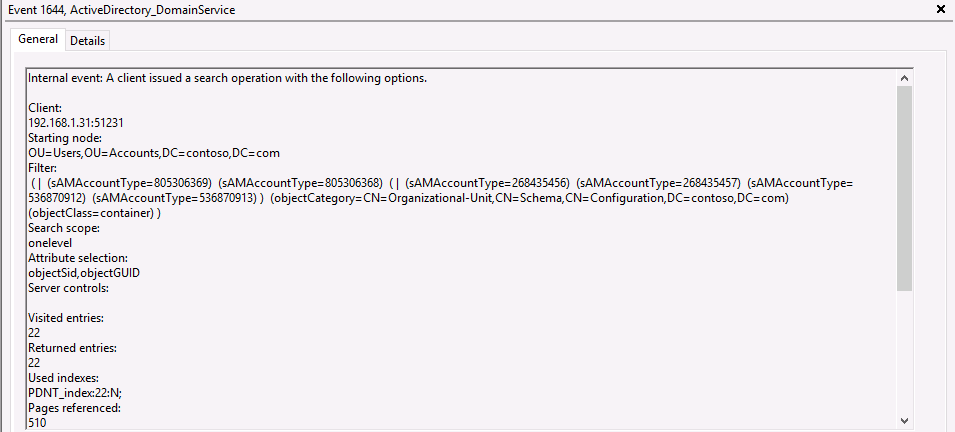 Event 1644, ActiveDirectory_DomainService
General
Details
Internal event: A client issued a search operation with the following options.
Client:
192.168.1.31:51231
Starting node:
OU=Users,OU=Accounts,DC=contoso,DC=com
Filter:
( | (sAMAccountType=805306369) (sAMAccountType=805306368) ( | (sAMAccountType=268435456) (sAMAccountType=268435457) (sAMAccountType=
536870912) (sAMAccountType=536870913) ) (objectCategory=CN=Organizational-Unit,CN=Schema,CN=Configuration,DC=contoso,DC=com)
(objectClass=container) )
Search scope:
onelevel
Attribute selection:
objectSid,objectGUID
Server controls:
Visited entries:
22
Returned entries:
22
Used indexes:
PDNT_index:22:N;
Pages referenced:
510